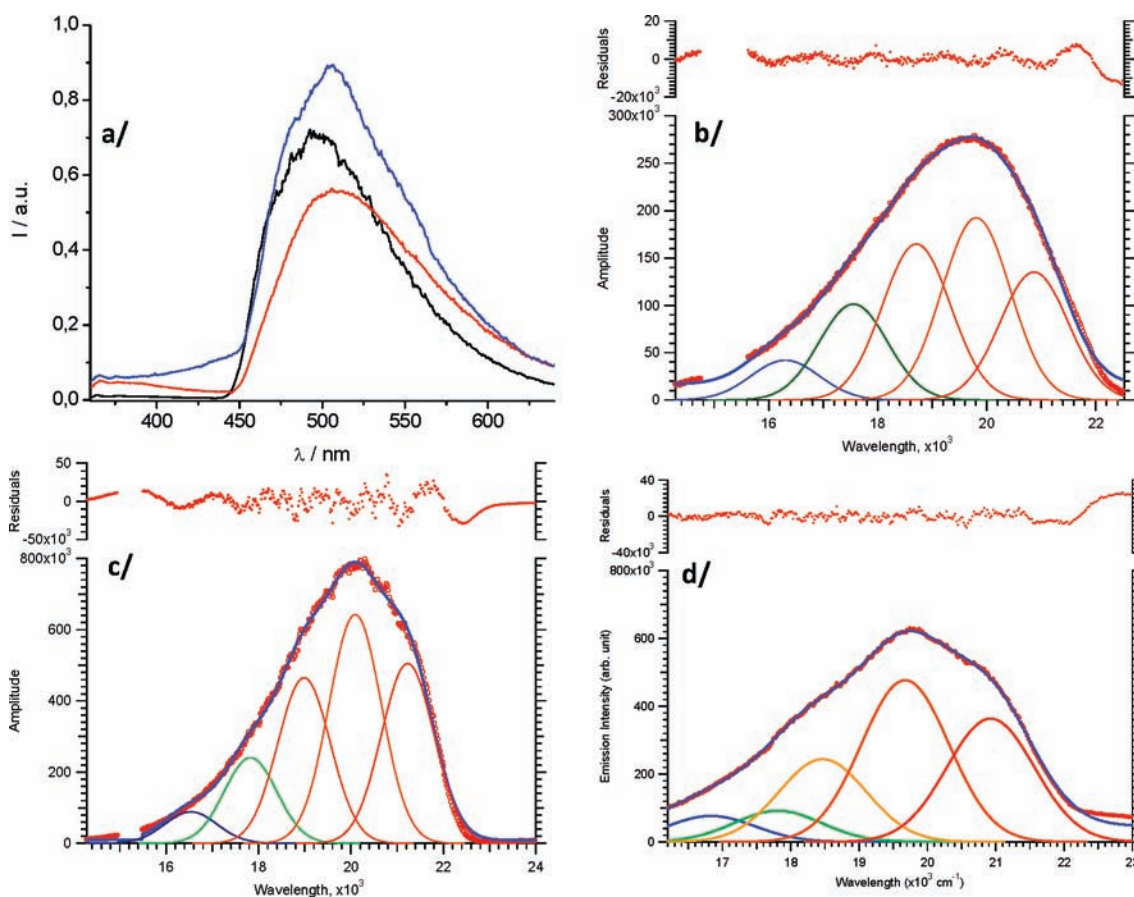 a/
1,0
0,8
0,6
0,4
0,2
0,0
I / a.u.
400
450
500
550
600
λ / nm
b/
20
0
-20x10³
Residuals
300x10³
250
200
150
100
50
0
Amplitude
16
18
20
22
Wavelength, x10³
c/
50
0
-50x10³
Residuals
800x10³
600
400
200
0
Amplitude
16
18
20
22
24
Wavelength, x10³
d/
40
0
-40x10³
Residuals
800x10³
600
400
200
0
Emission Intensity (arb. unit)
17
18
19
20
21
22
23
Wavelength (x10³ cm⁻¹)